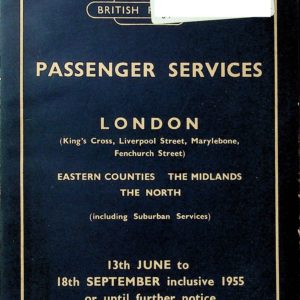 BRITISH
PASSENGER SERVICES
LONDON
(King's Cross, Liverpool Street, Marylebone,
Fenchurch Street)
EASTERN COUNTIES THE MIDLANDS
THE NORTH
(including Suburban Services)
13th JUNE to
18th SEPTEMBER inclusive 1955
or until further notice